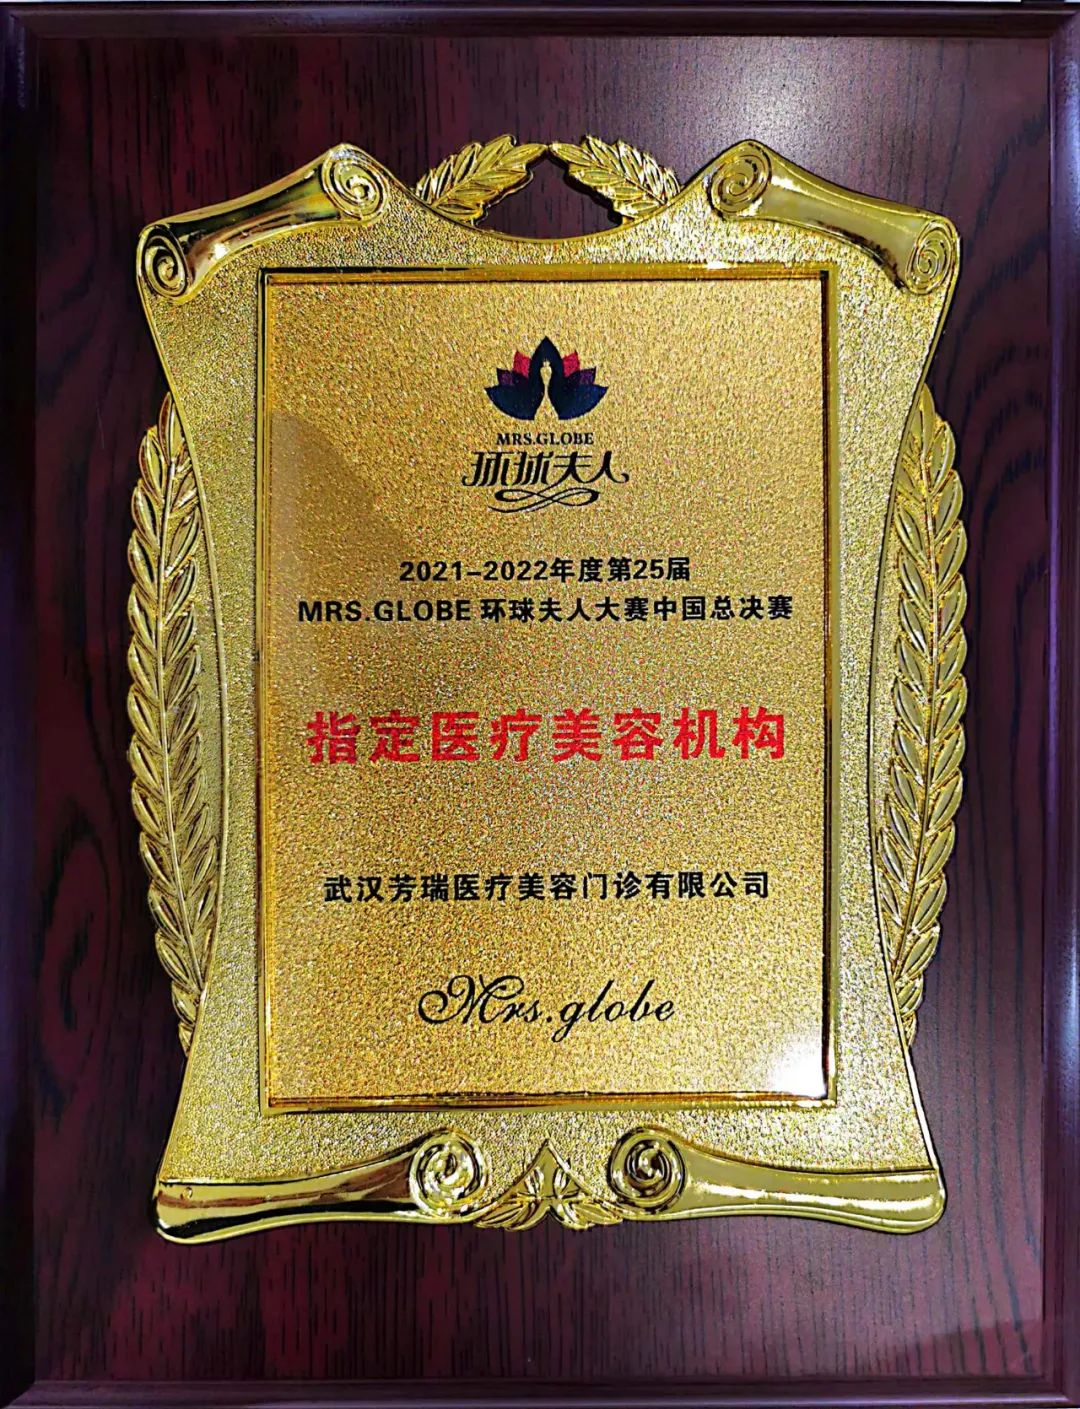 MRS.GLOBE
环球夫人
2021-2022年度第25届
MRS.GLOBE 环球夫人大赛中国总决赛
指定医疗美容机构
武汉芳瑞医疗美容门诊有限公司
Mrs.globe